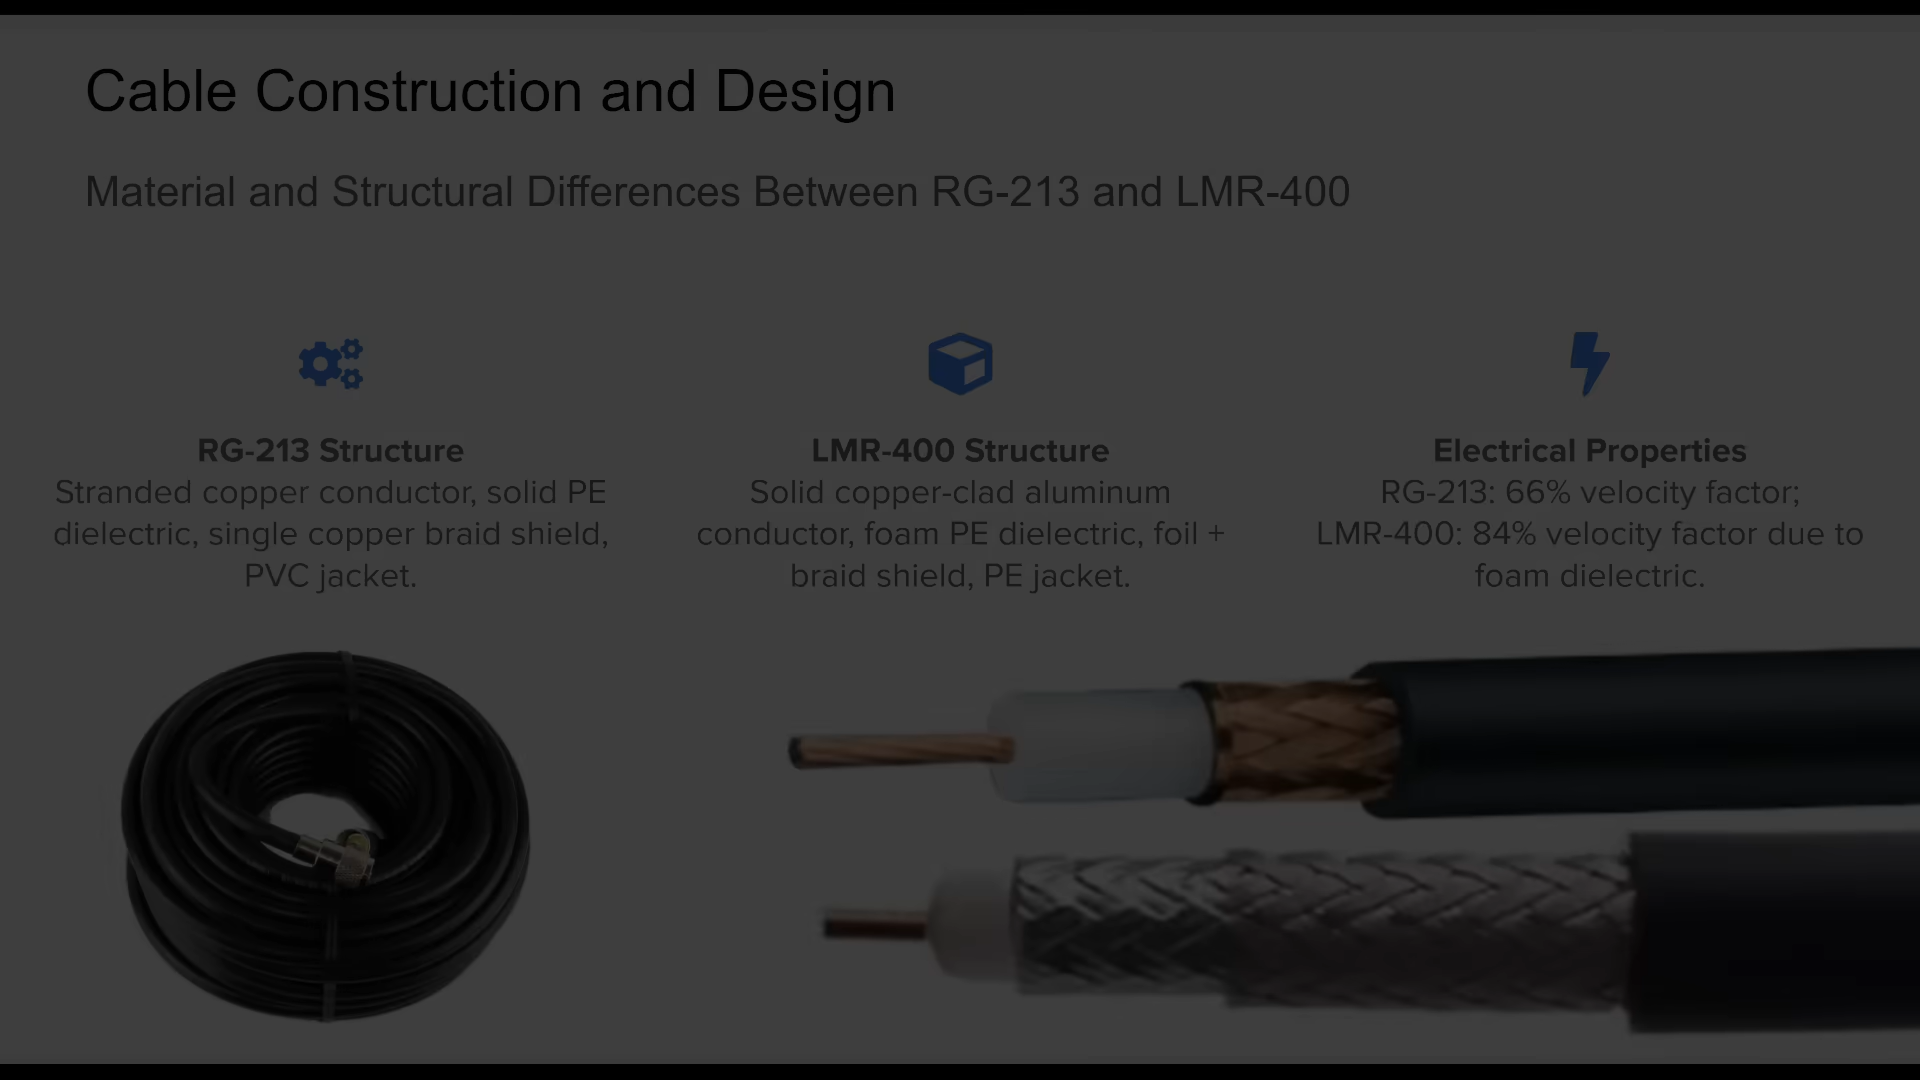 Cable Construction and Design
Material and Structural Differences Between RG-213 and LMR-400
RG-213 Structure
Stranded copper conductor, solid PE
dielectric, single copper braid shield,
PVC jacket.
LMR-400 Structure
Solid copper-clad aluminum
conductor, foam PE dielectric, foil +
braid shield, PE jacket.
Electrical Properties
RG-213: 66% velocity factor;
LMR-400: 84% velocity factor due to
foam dielectric.